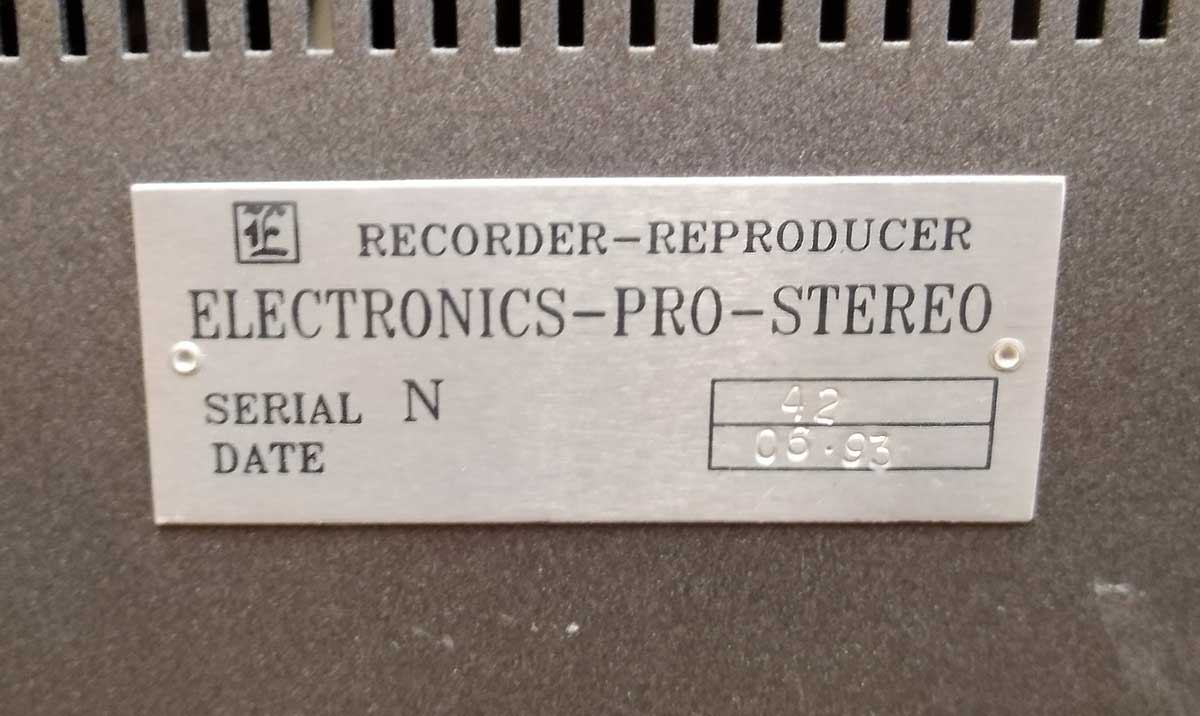 E RECORDER-REPRODUCER
ELECTRONICS-PRO-STEREO
SERIAL N 42
DATE 06.93